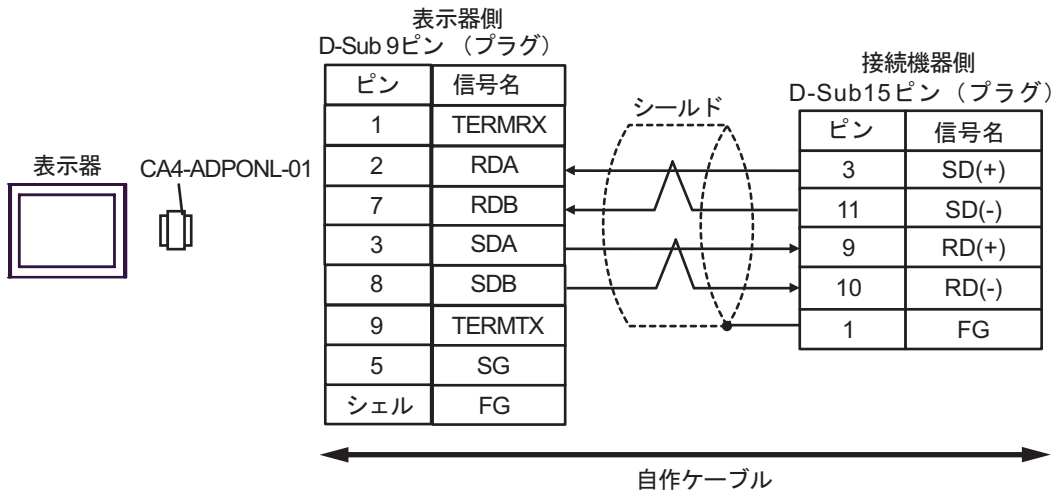 表示器側
D-Sub 9ピン （プラグ）
ピン 信号名
1 TERMRX
2 RDA
7 RDB
3 SDA
8 SDB
9 TERMTX
5 SG
シェル FG
表示器
CA4-ADPONL-01
シールド
接続機器側
D-Sub15ピン（プラグ）
ピン 信号名
3 SD(+)
11 SD(-)
9 RD(+)
10 RD(-)
1 FG
自作ケーブル